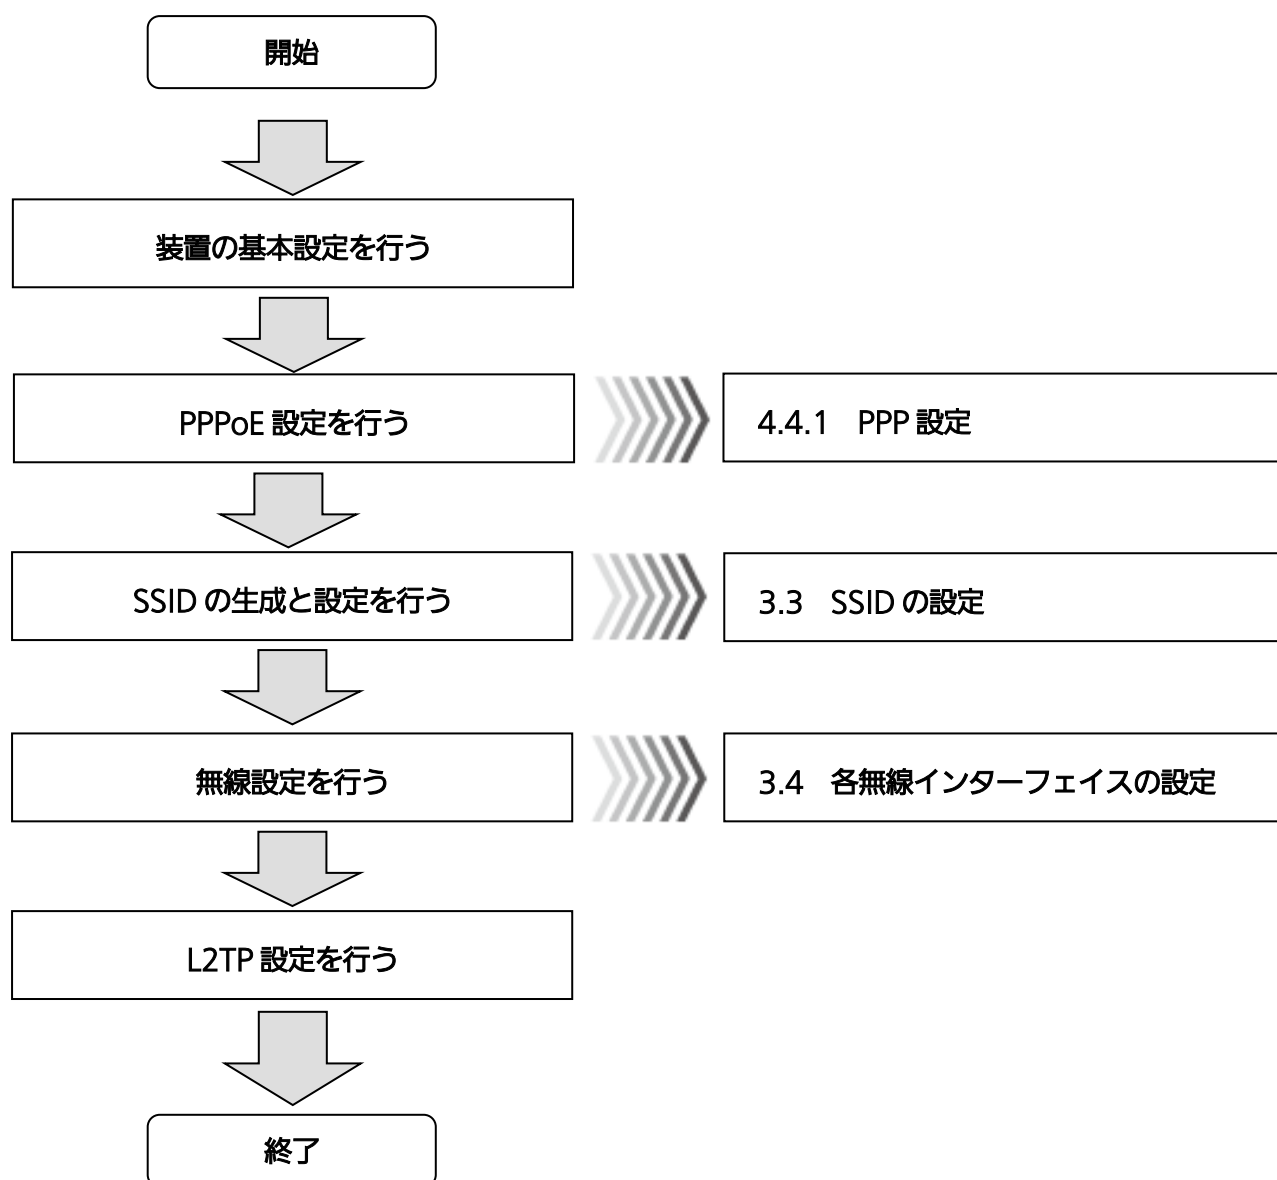 開始
装置の基本設定を行う
PPPoE 設定を行う
4.4.1 PPP 設定
SSID の生成と設定を行う
3.3 SSID の設定
無線設定を行う
3.4 各無線インターフェイスの設定
L2TP 設定を行う
終了